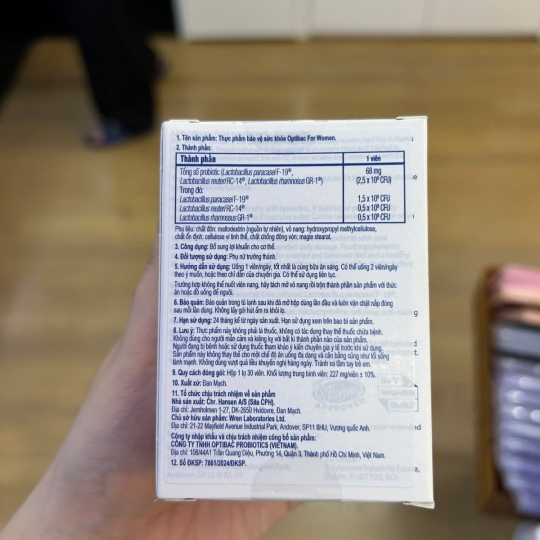 1. Tên sản phẩm: Thực phẩm bảo vệ sức khỏe Optibac For Women.
2. Thành phần:
Thành phần 1 viên
Tổng số probiotic (Lactobacillus paracasei F-19®, 68 mg
Lactobacillus reuteri RC-14®, Lactobacillus rhamnosus GR-1®) (2,5 x 10⁹ CFU)
Trong đó:
Lactobacillus paracasei F-19® 1,5 x 10⁹ CFU
Lactobacillus reuteri RC-14® 0,5 x 10⁹ CFU
Lactobacillus rhamnosus GR-1® 0,5 x 10⁹ CFU
Phụ liệu: chất độn: maltodextrin (nguồn tự nhiên), vỏ nang: hydroxypropyl methylcellulose,
chất ổn định: cellulose vi tinh thể, chất chống đông vón: magie stearat.
3. Công dụng: Bổ sung lợi khuẩn cho cơ thể.
4. Đối tượng sử dụng: Phụ nữ trưởng thành.
5. Hướng dẫn sử dụng: Uống 1 viên/ngày, tốt nhất là cùng bữa ăn sáng. Có thể uống 2 viên/ngày
theo ý muốn, hoặc theo chỉ dẫn của chuyên gia. Có thể sử dụng liên tục.
Trường hợp không thể nuốt viên nang, hãy tách mở vỏ nang rồi trộn thành phần sản phẩm với thức
ăn hoặc đồ uống để nguội.
6. Bảo quản: Bảo quản trong tủ lạnh sau khi đã mở hộp dùng lần đầu và luôn vặn chặt nắp đóng
sau mỗi lần dùng. Không lấy gói hút ẩm ra khỏi lọ.
7. Hạn sử dụng: 24 tháng kể từ ngày sản xuất. Hạn sử dụng xem trên bao bì sản phẩm.
8. Lưu ý: Thực phẩm này không phải là thuốc, không có tác dụng thay thế thuốc chữa bệnh.
Không dùng cho người mẫn cảm và kiêng kỵ với bất kì thành phần nào của sản phẩm.
Người đang bị bệnh hoặc sử dụng thuốc tham khảo ý kiến chuyên gia y tế trước khi sử dụng.
Sản phẩm này không thay thế cho một chế độ ăn uống đa dạng và cân bằng cũng như lối sống
lành mạnh. Không dùng vượt quá liều khuyến nghị hàng ngày. Tránh xa tầm tay trẻ em.
9. Quy cách đóng gói: Hộp 1 lọ 30 viên. Khối lượng trung bình viên: 227 mg/viên ± 10%.
10. Xuất xứ: Đan Mạch.
11. Tổ chức chịu trách nhiệm về sản phẩm
Nhà sản xuất: Chr. Hansen A/S (Site CPH).
Địa chỉ: Jernholmen 1-27, DK-2650 Hvidovre, Đan Mạch.
Chủ sở hữu sản phẩm: Wren Laboratories Ltd.
Địa chỉ: 21-22 Mayfield Avenue Industrial Park, Andover, SP11 8HU, Vương quốc Anh.
Công ty nhập khẩu và chịu trách nhiệm công bố sản phẩm:
CÔNG TY TNHH OPTIBAC PROBIOTICS (VIETNAM).
Địa chỉ: 108/44A1 Trần Quang Diệu, Phường 14, Quận 3, Thành phố Hồ Chí Minh, Việt Nam.
12. Số ĐKSP: 7861/2024/ĐKSP.